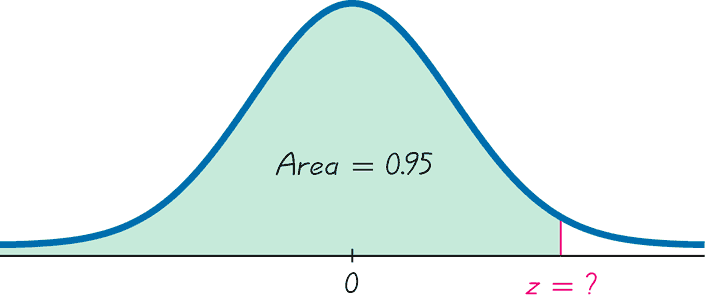 Area = 0.95
0
z = ?